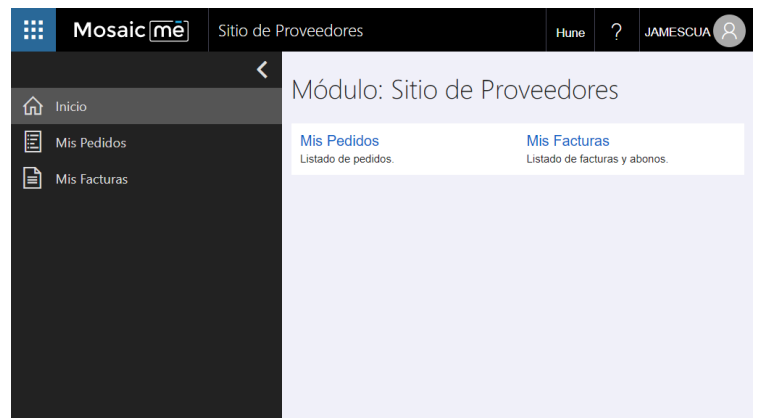 Mosaic mē Sitio de Proveedores Hune ? JAMESCUA
Inicio
Mis Pedidos
Mis Facturas
Módulo: Sitio de Proveedores
Mis Pedidos Mis Facturas
Listado de pedidos. Listado de facturas y abonos.